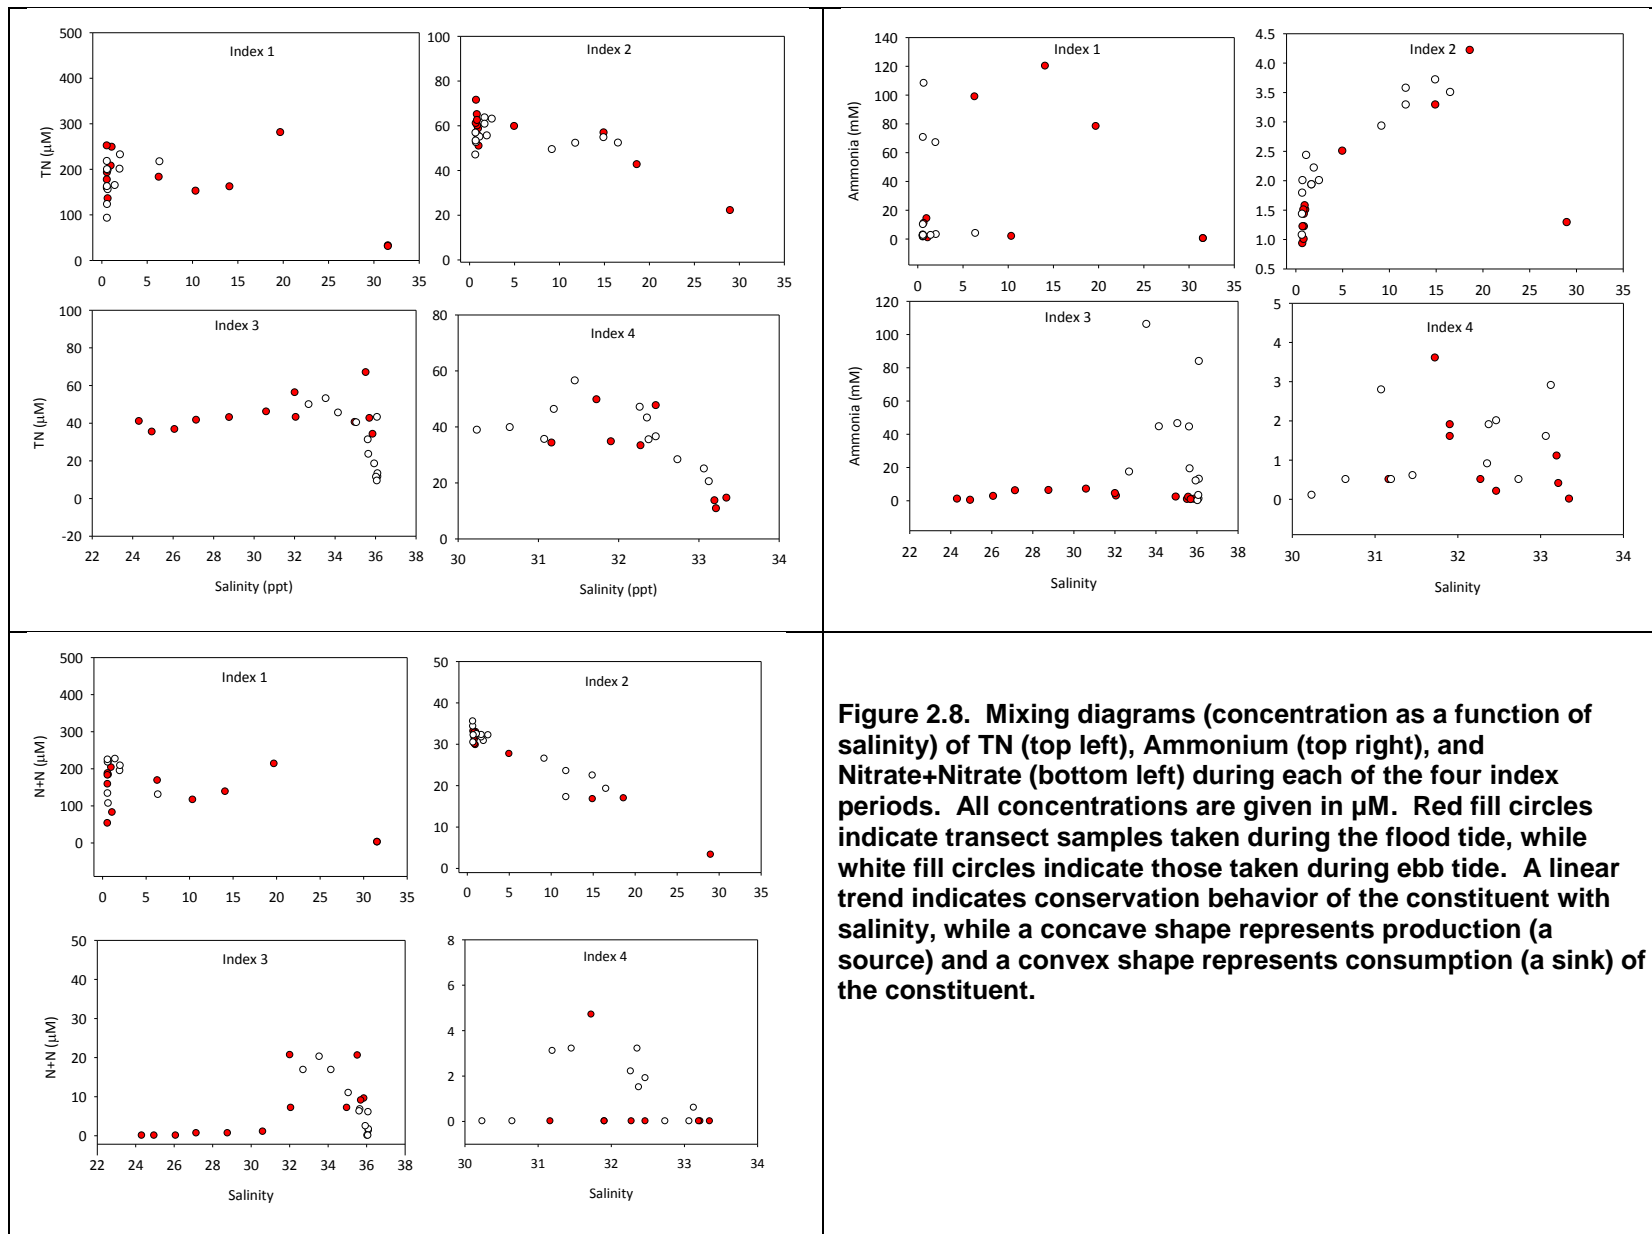 Index 1
500
400
300
200
100
0
TN (µM)
0 5 10 15 20 25 30 35
Index 2
100
80
60
40
20
0
0 5 10 15 20 25 30 35
Index 3
100
80
60
40
20
0
-20
TN (µM)
22 24 26 28 30 32 34 36 38
Salinity (ppt)
Index 4
80
60
40
20
0
30 31 32 33 34
Salinity (ppt)
Index 1
140
120
100
80
60
40
20
0
Ammonia (mM)
0 5 10 15 20 25 30 35
Index 2
4.5
4.0
3.5
3.0
2.5
2.0
1.5
1.0
0.5
0 5 10 15 20 25 30 35
Index 3
120
100
80
60
40
20
0
Ammonia (mM)
22 24 26 28 30 32 34 36 38
Salinity
Index 4
5
4
3
2
1
0
30 31 32 33 34
Salinity
Index 1
500
400
300
200
100
0
N+N (µM)
0 5 10 15 20 25 30 35
Index 2
50
40
30
20
10
0
0 5 10 15 20 25 30 35
Index 3
50
40
30
20
10
0
N+N (µM)
22 24 26 28 30 32 34 36 38
Salinity
Index 4
8
6
4
2
0
30 31 32 33 34
Salinity
Figure 2.8. Mixing diagrams (concentration as a function of
salinity) of TN (top left), Ammonium (top right), and
Nitrate+Nitrate (bottom left) during each of the four index
periods. All concentrations are given in µM. Red fill circles
indicate transect samples taken during the flood tide, while
white fill circles indicate those taken during ebb tide. A linear
trend indicates conservation behavior of the constituent with
salinity, while a concave shape represents production (a
source) and a convex shape represents consumption (a sink) of
the constituent.